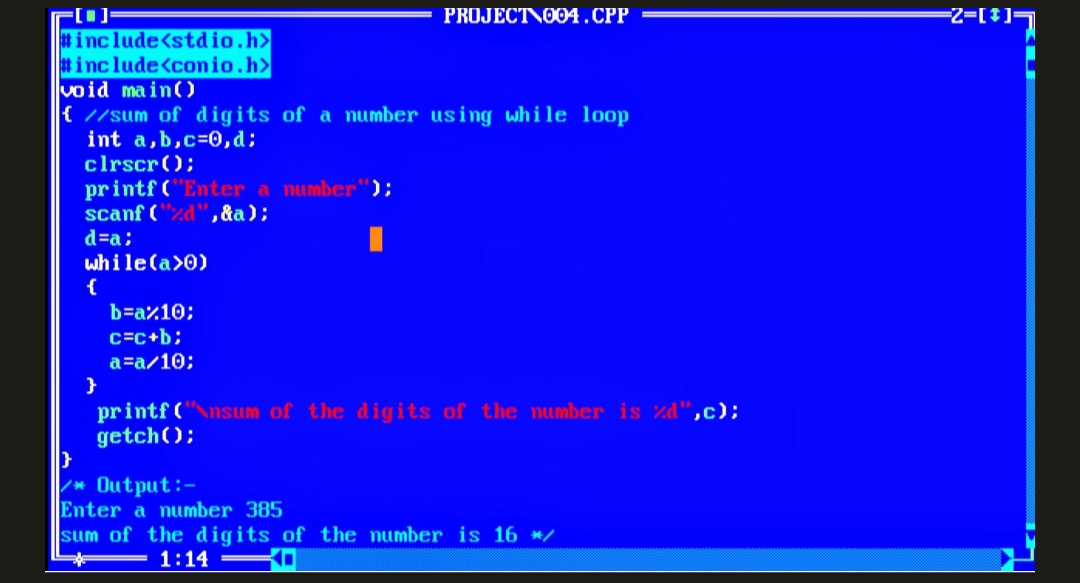 [■] PROJECT\004.CPP 2=[↕]
#include<stdio.h>
#include<conio.h>
void main()
{ //sum of digits of a number using while loop
int a,b,c=0,d;
clrscr();
printf("Enter a number");
scanf("%d",&a);
d=a;
while(a>0)
{
b=a%10;
c=c+b;
a=a/10;
}
printf("\nsum of the digits of the number is %d",c);
getch();
}
/* Output:-
Enter a number 385
sum of the digits of the number is 16 */
1:14